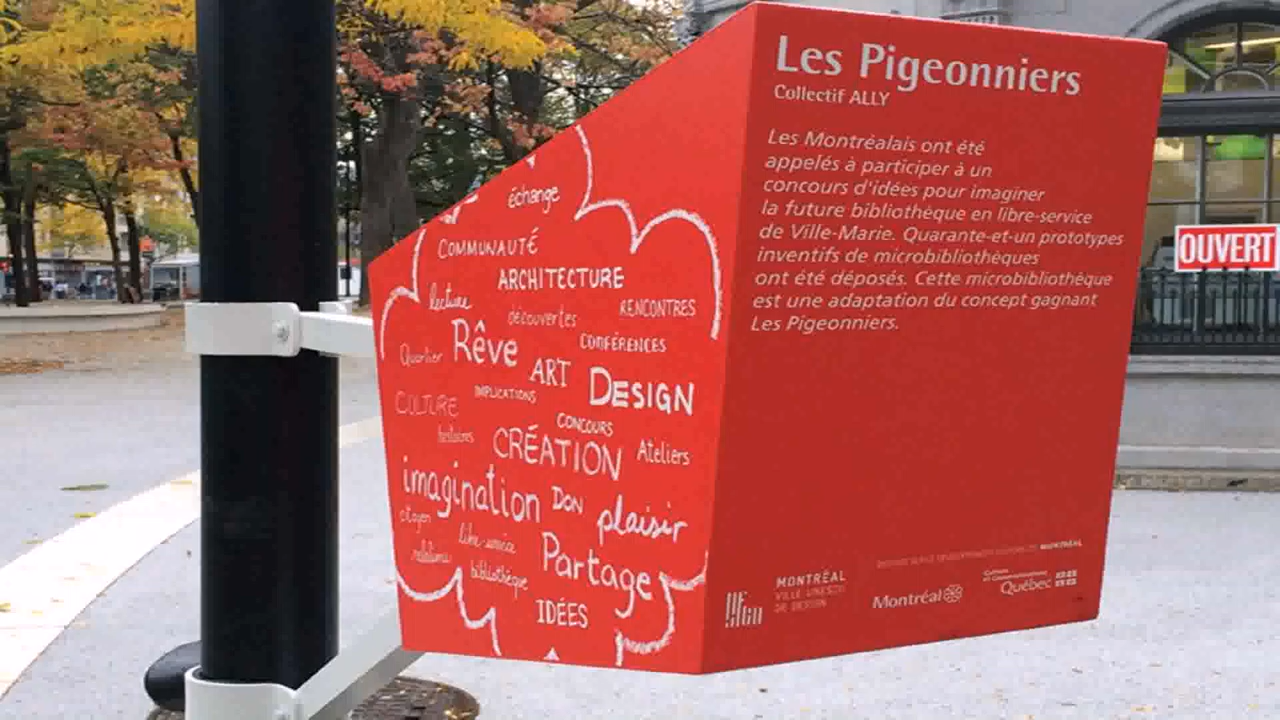 Les Pigeonniers
Collectif ALLY
Les Montréalais ont été
appelés à participer à un
concours d'idées pour imaginer
la future bibliothèque en libre-service
de Ville-Marie. Quarante-et-un prototypes
inventifs de microbibliothèques
ont été déposés. Cette microbibliothèque
est une adaptation du concept gagnant
Les Pigeonniers.
MONTRÉAL
VILLE UNESCO
DE DESIGN
Montréal
Québec
MONTRÉAL
OUVERT
échange
COMMUNAUTÉ
ARCHITECTURE
lecture
RENCONTRES
découvertes
CONFÉRENCES
Quartier
Rêve
ART
DESIGN
IMPLICATIONS
CULTURE
CONCOURS
histoires
CRÉATION
Ateliers
imagination
DON
plaisir
citoyen
libre-service
Partage
bibliothèque
IDÉES